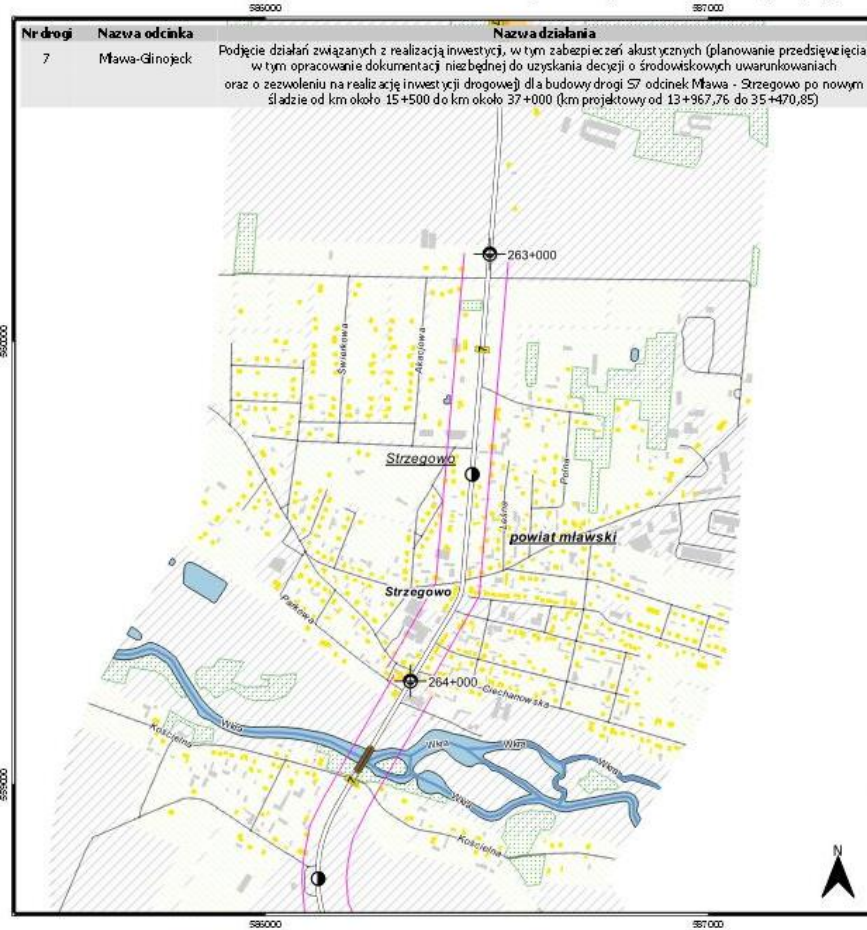 586000 587000
Nr drogi Nazwa odcinka Nazwa działania
7 Mława-Glinojeck Podjęcie działań związanych z realizacją inwestycji, w tym zabezpieczeń akustycznych (planowanie przedsięwzięcia
w tym opracowanie dokumentacji niezbędnej do uzyskania decyzji o środowiskowych uwarunkowaniach
oraz o zezwoleniu na realizację inwestycji drogowej) dla budowy drogi S7 odcinek Mława - Strzegowo po nowym
śladzie od km około 15+500 do km około 37+000 (km projektowy od 13+967,76 do 35+470,85)
263+000
Świerkowa
Akacjowa
7
Strzegowo
Polna
Leśna
powiat mławski
Strzegowo
Parkowa
264+000
Ciechanowska
Kościelna
Wkra
Wkra
Wkra
Wkra
7
Wkra
Kościelna
559000
N
586000 587000